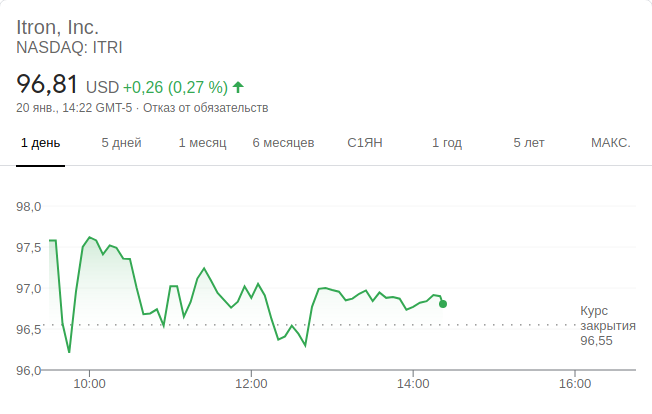 Itron, Inc.
NASDAQ: ITRI
96,81 USD +0,26 (0,27 %)
20 янв., 14:22 GMT-5 · Отказ от обязательств
1 день 5 дней 1 месяц 6 месяцев С1ЯН 1 год 5 лет МАКС.
98,0
97,5
97,0
96,5
96,0
Курс
закрытия
96,55
10:00 12:00 14:00 16:00